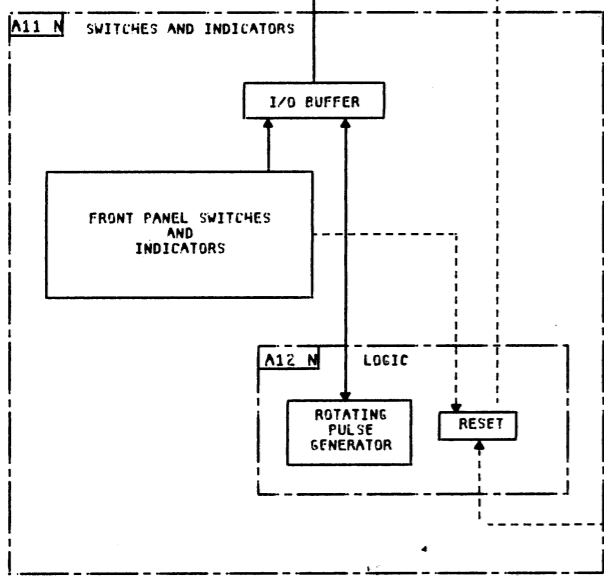 A11 N SWITCHES AND INDICATORS
I/O BUFFER
FRONT PANEL SWITCHES
AND
INDICATORS
A12 N LOGIC
ROTATING
PULSE
GENERATOR
RESET